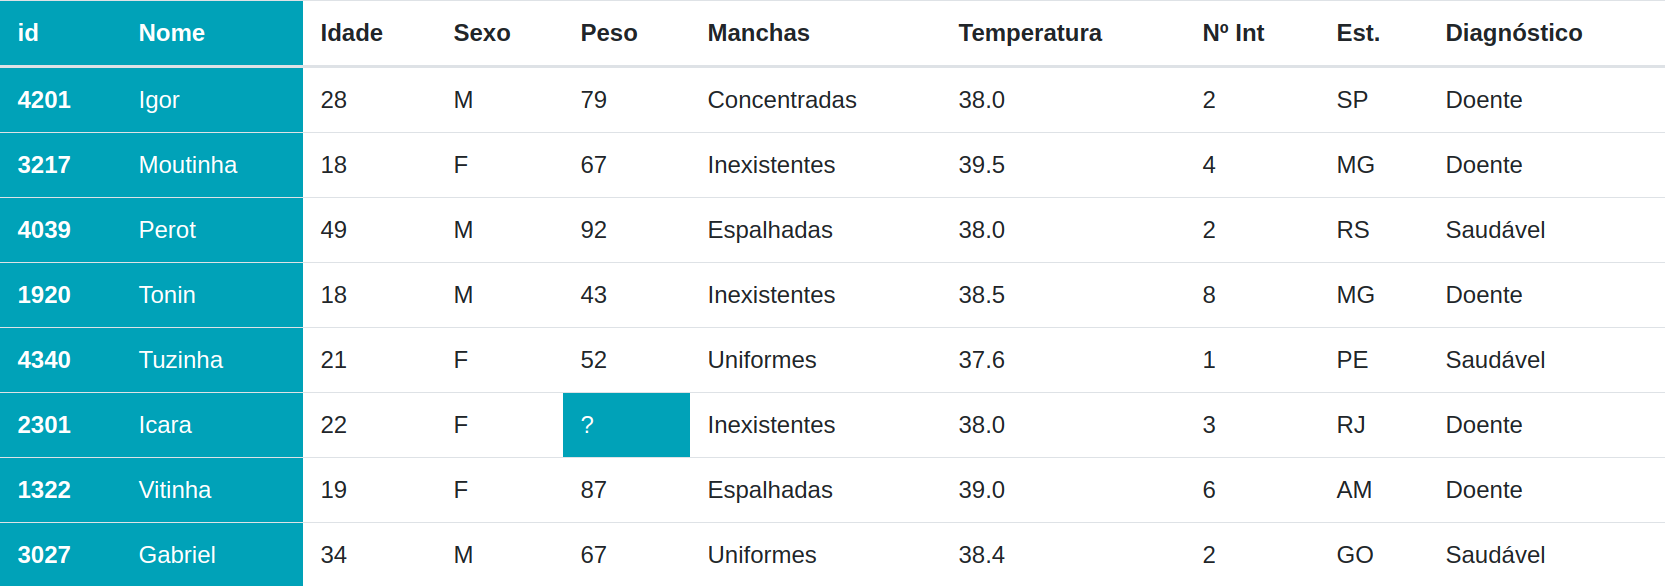 id Nome Idade Sexo Peso Manchas Temperatura Nº Int Est. Diagnóstico
4201 Igor 28 M 79 Concentradas 38.0 2 SP Doente
3217 Moutinha 18 F 67 Inexistentes 39.5 4 MG Doente
4039 Perot 49 M 92 Espalhadas 38.0 2 RS Saudável
1920 Tonin 18 M 43 Inexistentes 38.5 8 MG Doente
4340 Tuzinha 21 F 52 Uniformes 37.6 1 PE Saudável
2301 Icara 22 F ? Inexistentes 38.0 3 RJ Doente
1322 Vitinha 19 F 87 Espalhadas 39.0 6 AM Doente
3027 Gabriel 34 M 67 Uniformes 38.4 2 GO Saudável